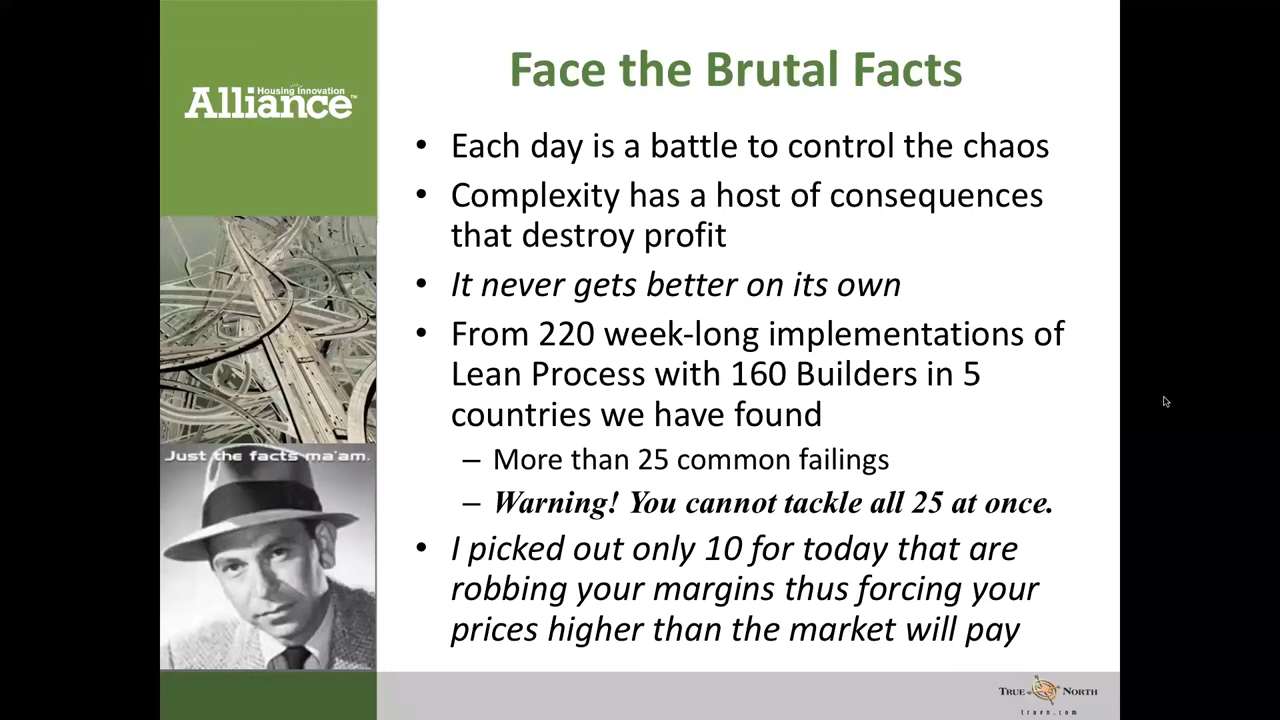 Face the Brutal Facts
Housing Innovation
Alliance™
• Each day is a battle to control the chaos
• Complexity has a host of consequences
that destroy profit
• It never gets better on its own
• From 220 week-long implementations of
Lean Process with 160 Builders in 5
countries we have found
– More than 25 common failings
– Warning! You cannot tackle all 25 at once.
• I picked out only 10 for today that are
robbing your margins thus forcing your
prices higher than the market will pay
Just the facts ma'am.
TRUE NORTH
truen.com